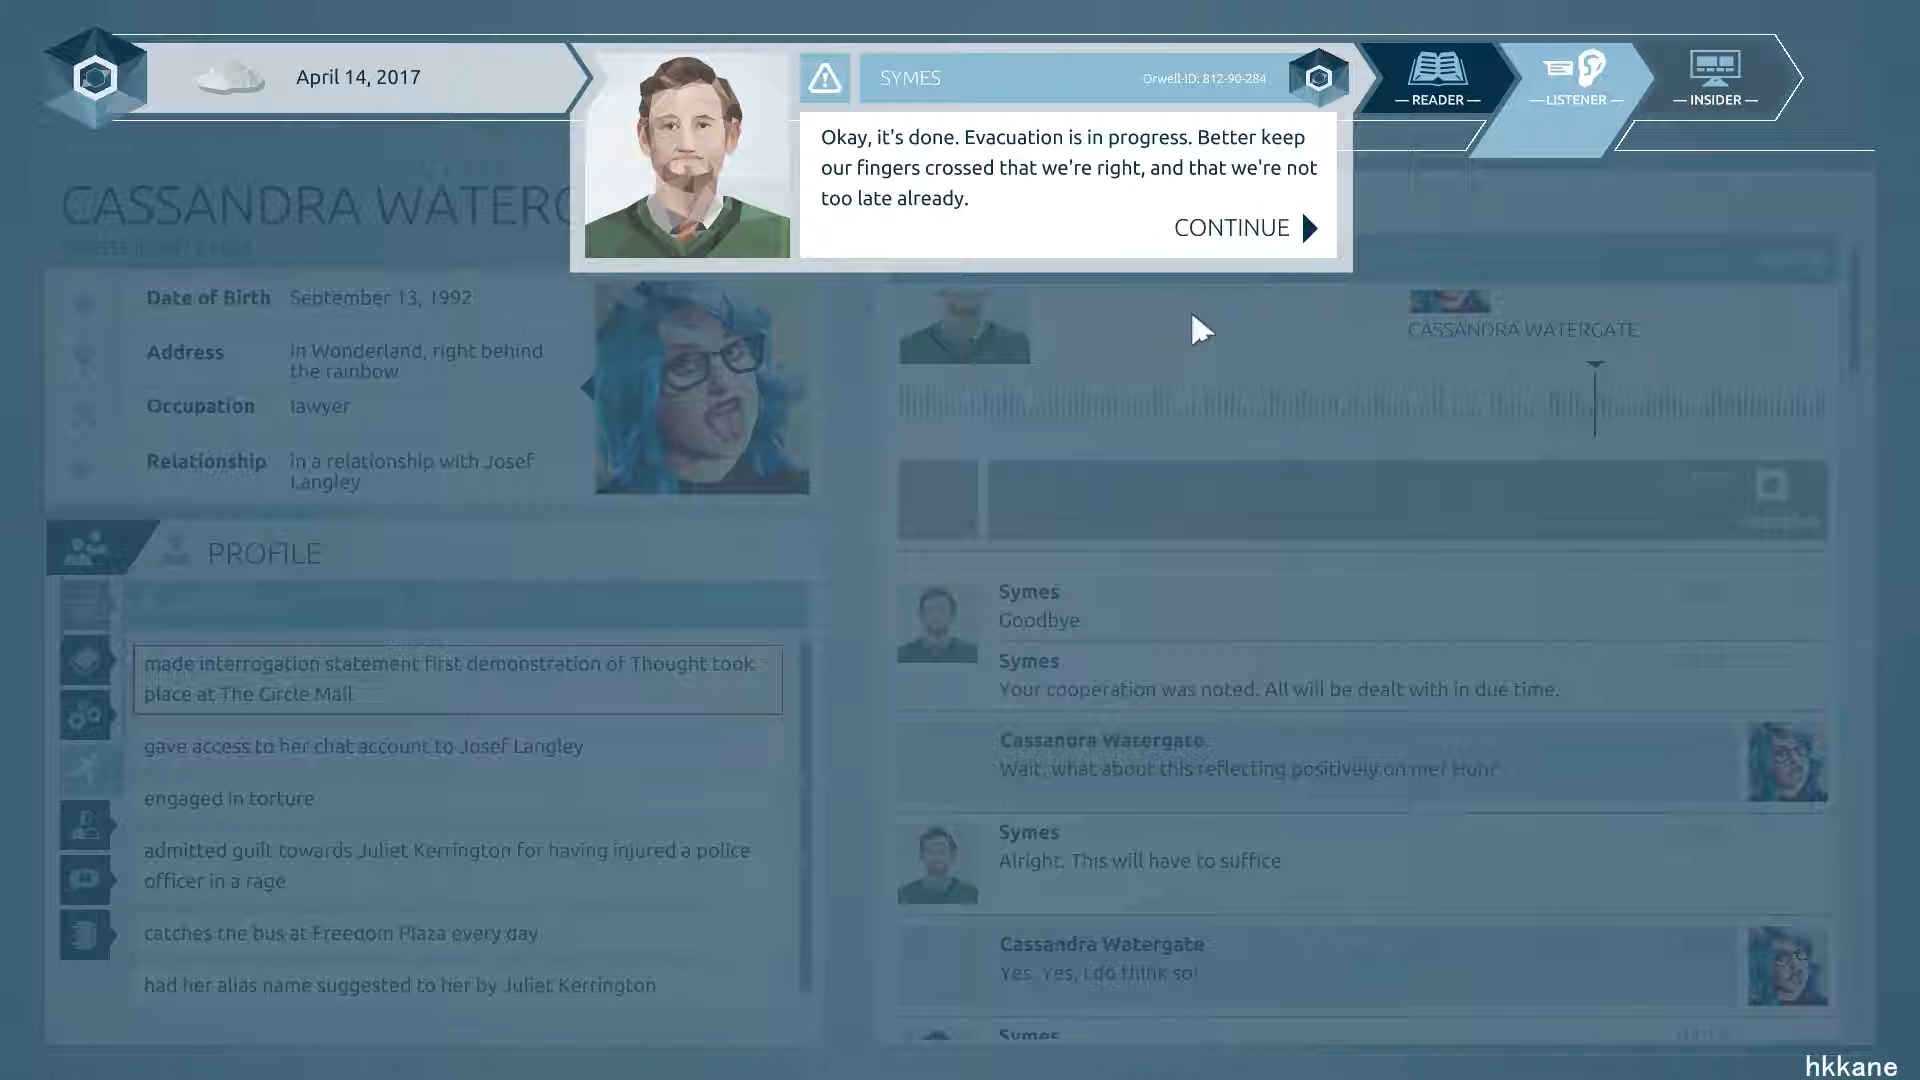 April 14, 2017
SYMES
Orwell-ID: 812-90-284
READER
LISTENER
INSIDER
Okay, it's done. Evacuation is in progress. Better keep
our fingers crossed that we're right, and that we're not
too late already.
CONTINUE
CASSANDRA WATERG
Date of Birth September 13, 1992
Address in Wonderland, right behind
the rainbow
Occupation lawyer
Relationship in a relationship with Josef
Langley
PROFILE
made interrogation statement first demonstration of Thought took
place at The Circle Mall
gave access to her chat account to Josef Langley
engaged in torture
admitted guilt towards Juliet Kerrington for having injured a police
officer in a rage
catches the bus at Freedom Plaza every day
had her alias name suggested to her by Juliet Kerrington
CASSANDRA WATERGATE
Symes
Goodbye
Symes
Your cooperation was noted. All will be dealt with in due time.
Cassandra Watergate
Wait, what about this reflecting positively on me? Huh?
Symes
Alright. This will have to suffice
Cassandra Watergate
Yes. Yes, I do think so!
Symes
hkkane